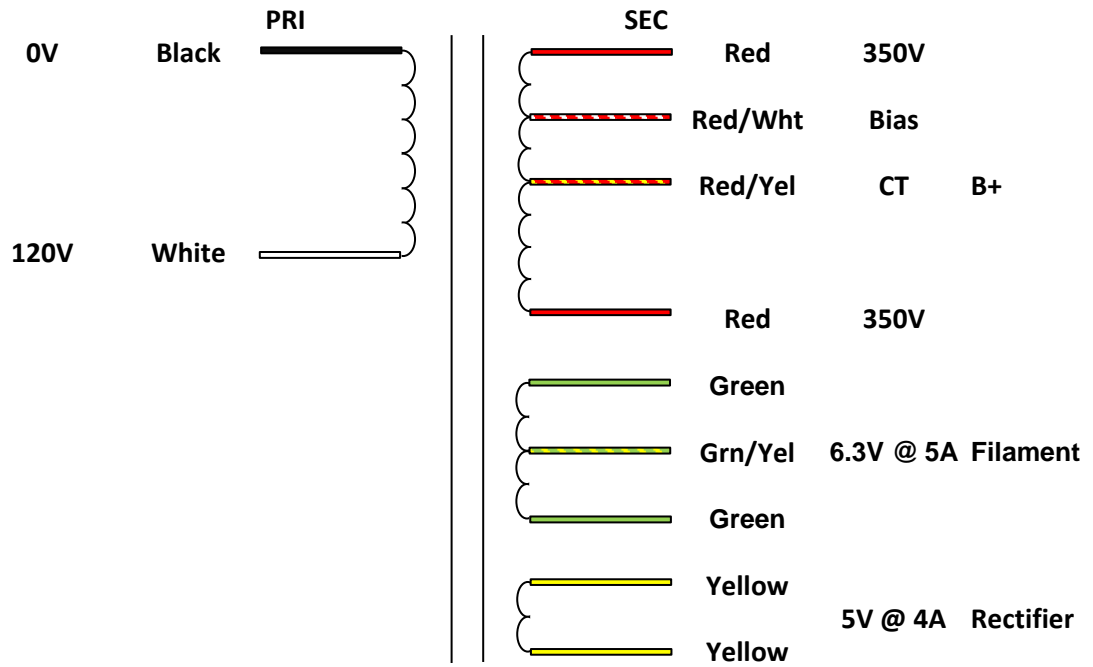 PRI SEC
0V Black Red 350V
Red/Wht Bias
Red/Yel CT B+
120V White
Red 350V
Green
Grn/Yel 6.3V @ 5A Filament
Green
Yellow
5V @ 4A Rectifier
Yellow